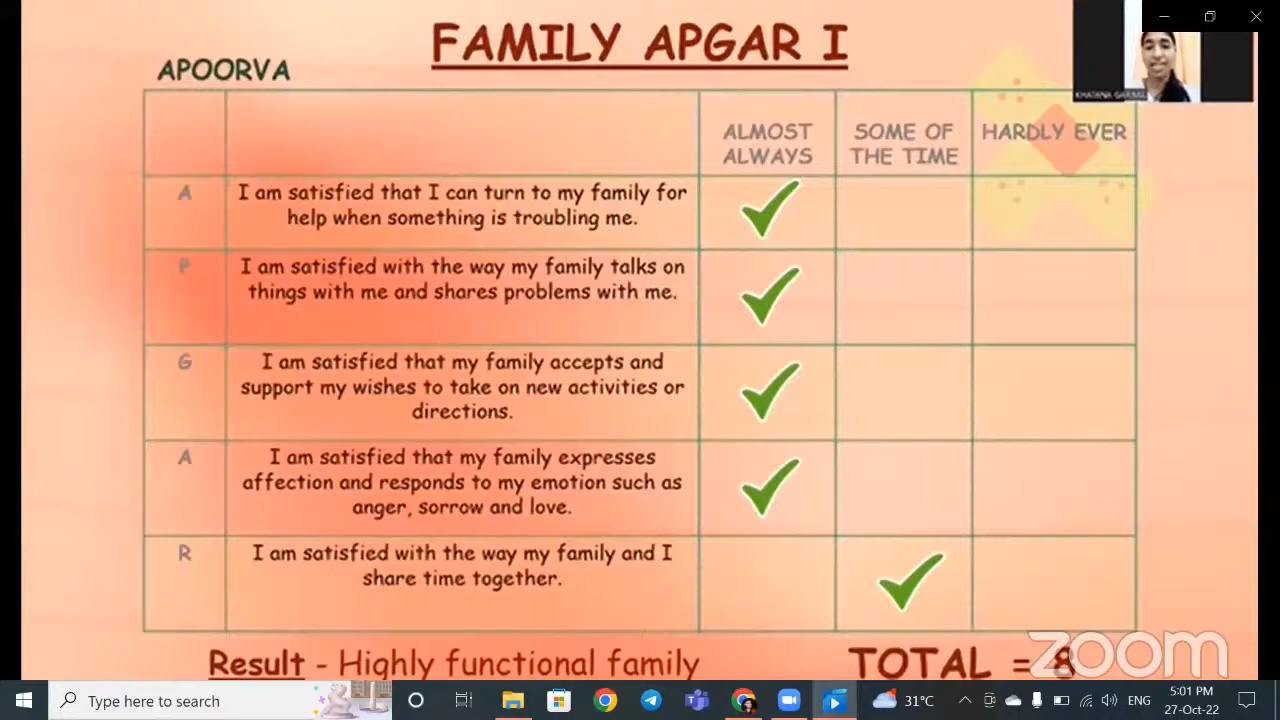 FAMILY APGAR I
APOORVA
ALMOST
ALWAYS
SOME OF
THE TIME
HARDLY EVER
A
I am satisfied that I can turn to my family for
help when something is troubling me.
P
I am satisfied with the way my family talks on
things with me and shares problems with me.
G
I am satisfied that my family accepts and
support my wishes to take on new activities or
directions.
A
I am satisfied that my family expresses
affection and responds to my emotion such as
anger, sorrow and love.
R
I am satisfied with the way my family and I
share time together.
Result - Highly functional family
TOTAL = 8
zoom
Type here to search
31°C
ENG
5:01 PM
27-Oct-22